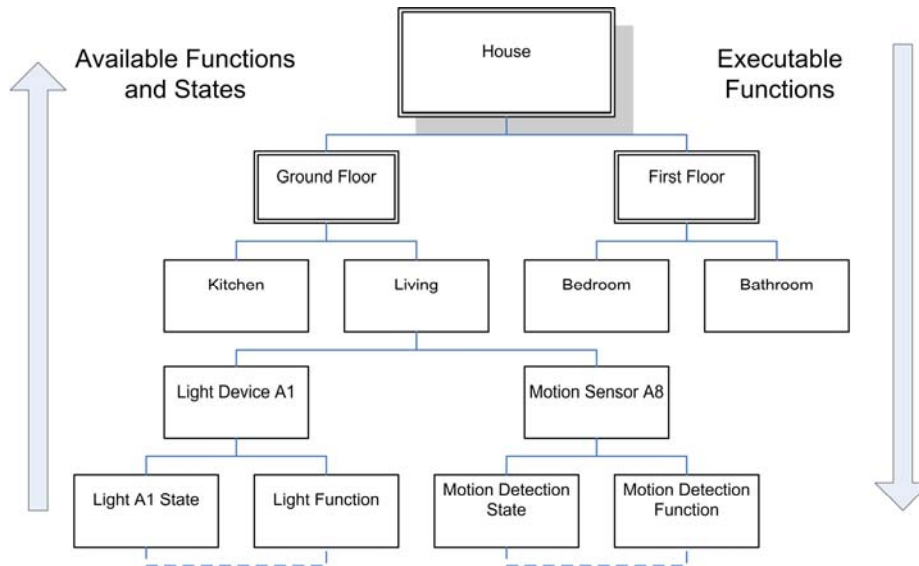 Available Functions
and States
House
Executable
Functions
Ground Floor
First Floor
Kitchen
Living
Bedroom
Bathroom
Light Device A1
Motion Sensor A8
Light A1 State
Light Function
Motion Detection
State
Motion Detection
Function